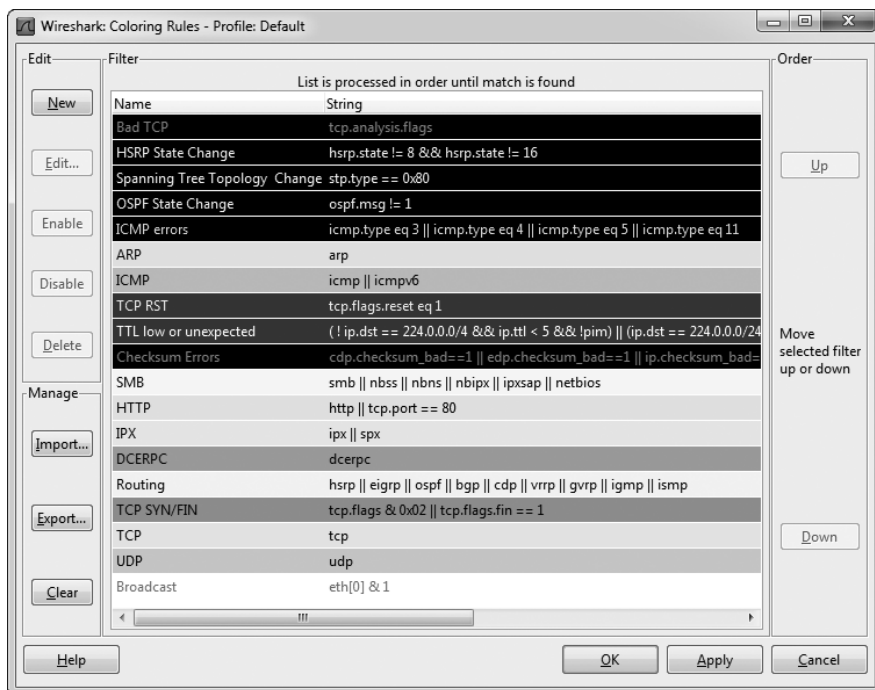 Wireshark: Coloring Rules - Profile: Default
Edit
New
Edit...
Enable
Disable
Delete
Manage
Import...
Export...
Clear
Filter
List is processed in order until match is found
Name String
Bad TCP tcp.analysis.flags
HSRP State Change hsrp.state != 8 && hsrp.state != 16
Spanning Tree Topology Change stp.type == 0x80
OSPF State Change ospf.msg != 1
ICMP errors icmp.type eq 3 || icmp.type eq 4 || icmp.type eq 5 || icmp.type eq 11
ARP arp
ICMP icmp || icmpv6
TCP RST tcp.flags.reset eq 1
TTL low or unexpected ( ! ip.dst == 224.0.0.0/4 && ip.ttl < 5 && !pim) || (ip.dst == 224.0.0.0/24
Checksum Errors cdp.checksum_bad==1 || edp.checksum_bad==1 || ip.checksum_bad=
SMB smb || nbss || nbns || nbipx || ipxsap || netbios
HTTP http || tcp.port == 80
IPX ipx || spx
DCERPC dcerpc
Routing hsrp || eigrp || ospf || bgp || cdp || vrrp || gvrp || igmp || ismp
TCP SYN/FIN tcp.flags & 0x02 || tcp.flags.fin == 1
TCP tcp
UDP udp
Broadcast eth[0] & 1
Order
Up
Move
selected filter
up or down
Down
Help
OK
Apply
Cancel